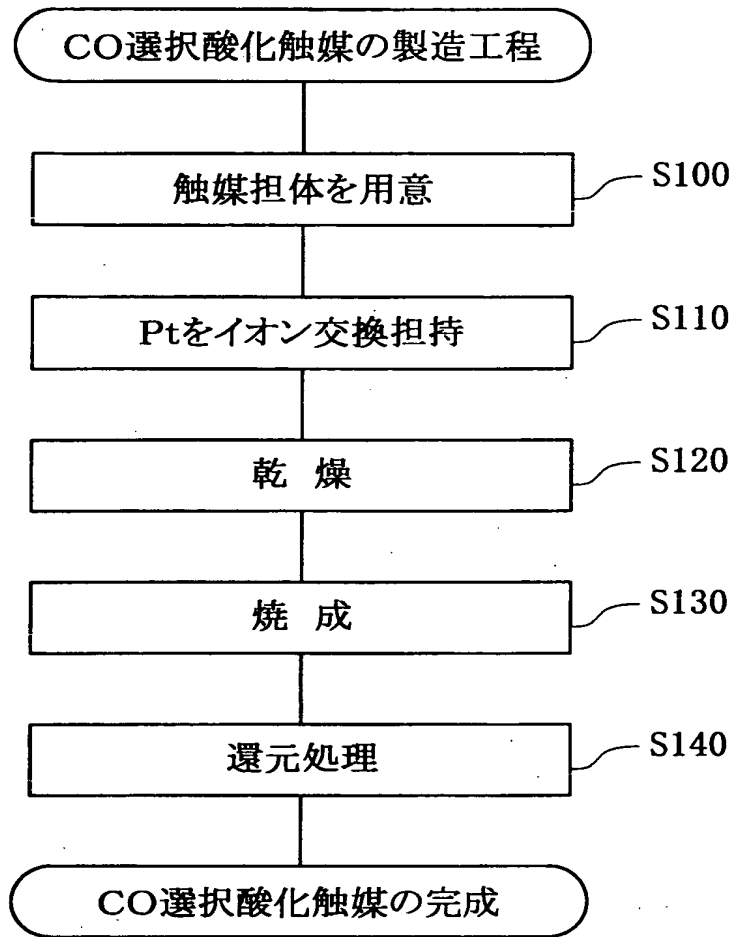 CO選択酸化触媒の製造工程
触媒担体を用意
S100
Ptをイオン交換担持
S110
乾 燥
S120
焼 成
S130
還元処理
S140
CO選択酸化触媒の完成